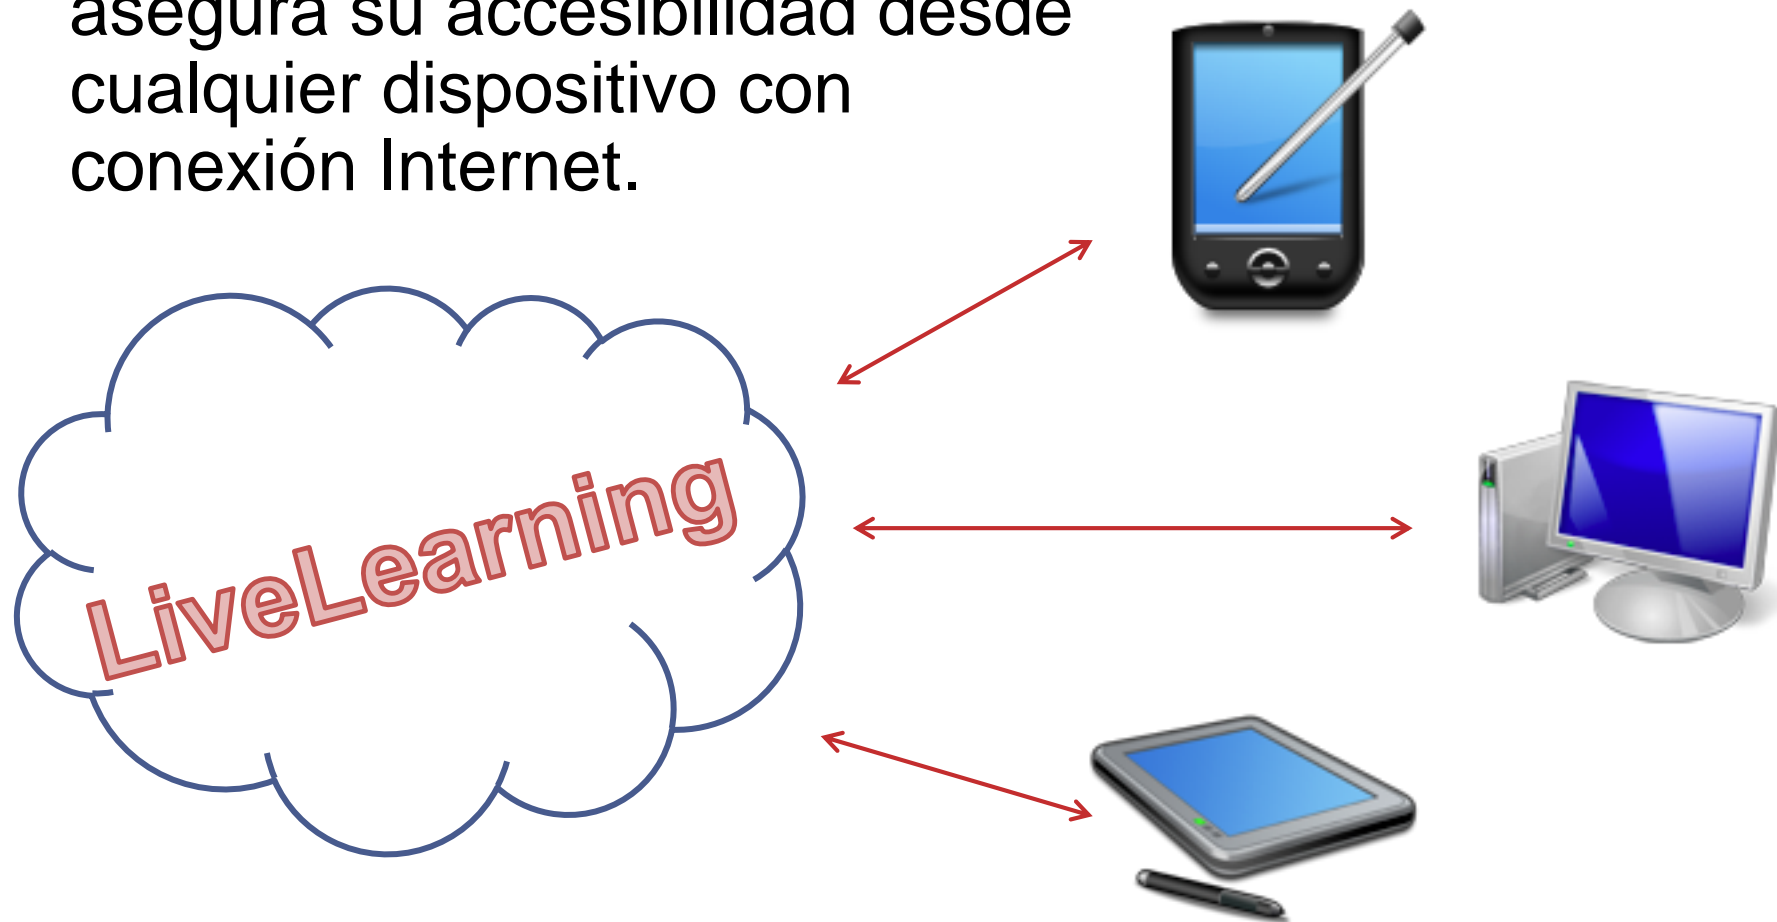 asegura su accesibilidad desde
cualquier dispositivo con
conexión Internet.
LiveLearning